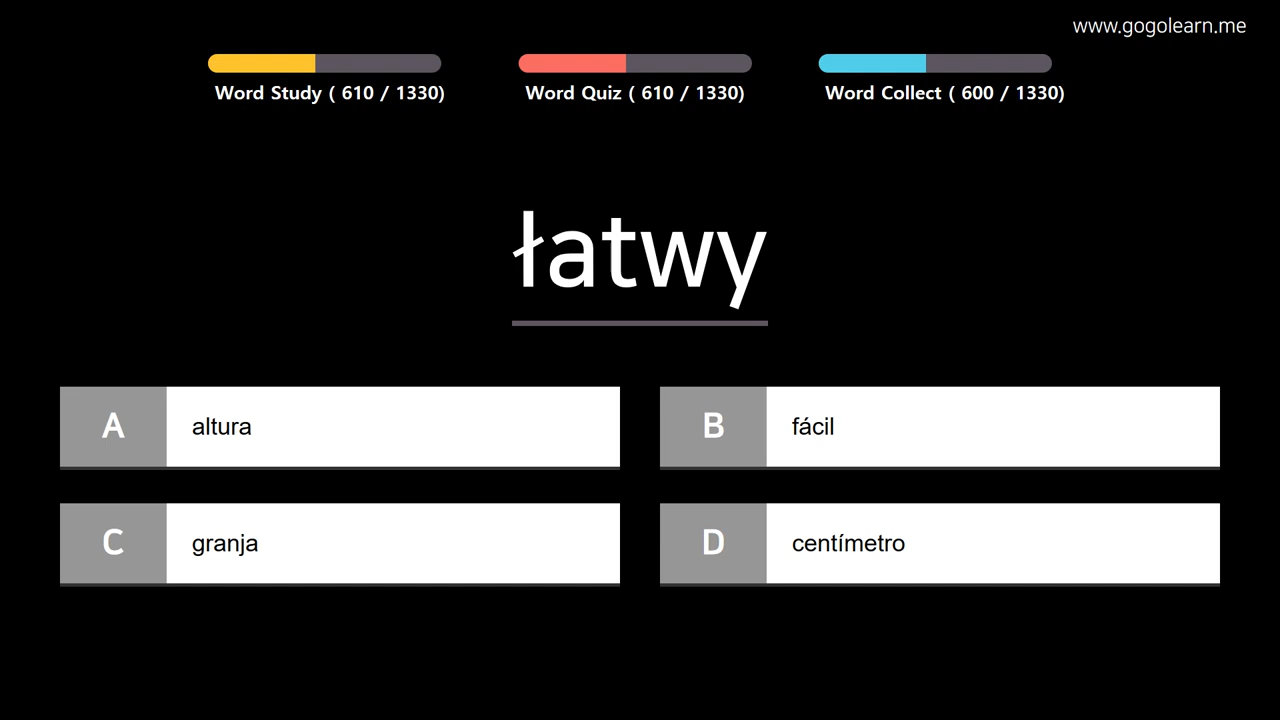 www.gogolearn.me
Word Study ( 610 / 1330)
Word Quiz ( 610 / 1330)
Word Collect ( 600 / 1330)
łatwy
A altura
B fácil
C granja
D centímetro